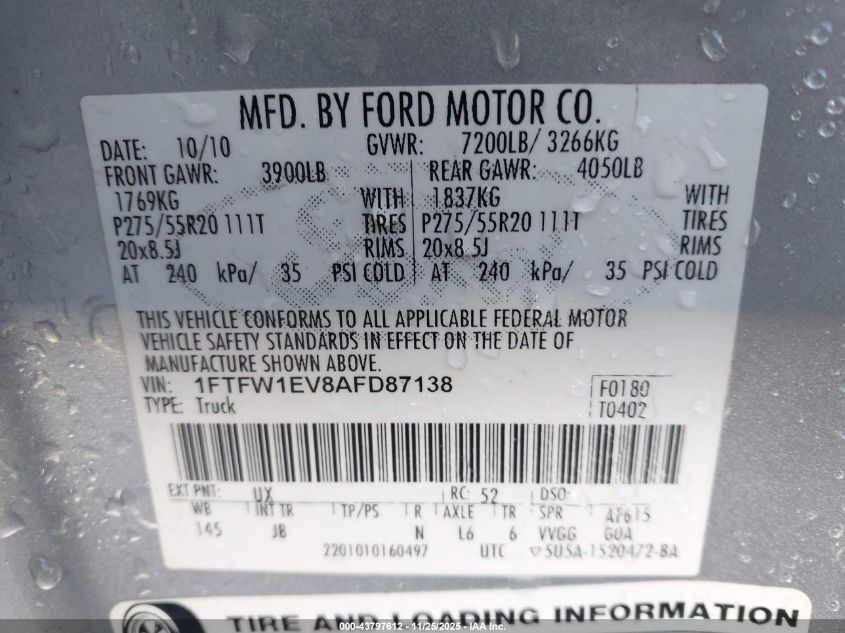 MFD. BY FORD MOTOR CO.
DATE: 10/10 GVWR: 7200LB/ 3266KG
FRONT GAWR: 3900LB REAR GAWR: 4050LB
1769KG WITH 1837KG WITH
P275/55R20 111T TIRES P275/55R20 111T TIRES
20x8.5J RIMS 20x8.5J RIMS
AT 240 kPa/ 35 PSI COLD AT 240 kPa/ 35 PSI COLD
THIS VEHICLE CONFORMS TO ALL APPLICABLE FEDERAL MOTOR
VEHICLE SAFETY STANDARDS IN EFFECT ON THE DATE OF
MANUFACTURE SHOWN ABOVE.
VIN: 1FTFW1EV8AFD87138 F0180
TYPE: Truck T0402
EXT PNT: UX RC: 52 DSO:
WB INT TR TP/PS R AXLE TR SPR AF615
145 JB N L6 6 VVGG
2201010160497 UTC 5U5A-1520472-BA
TIRE AND LOADING INFORMATION
000-43797612 - 11/25/2025 - IAA Inc.